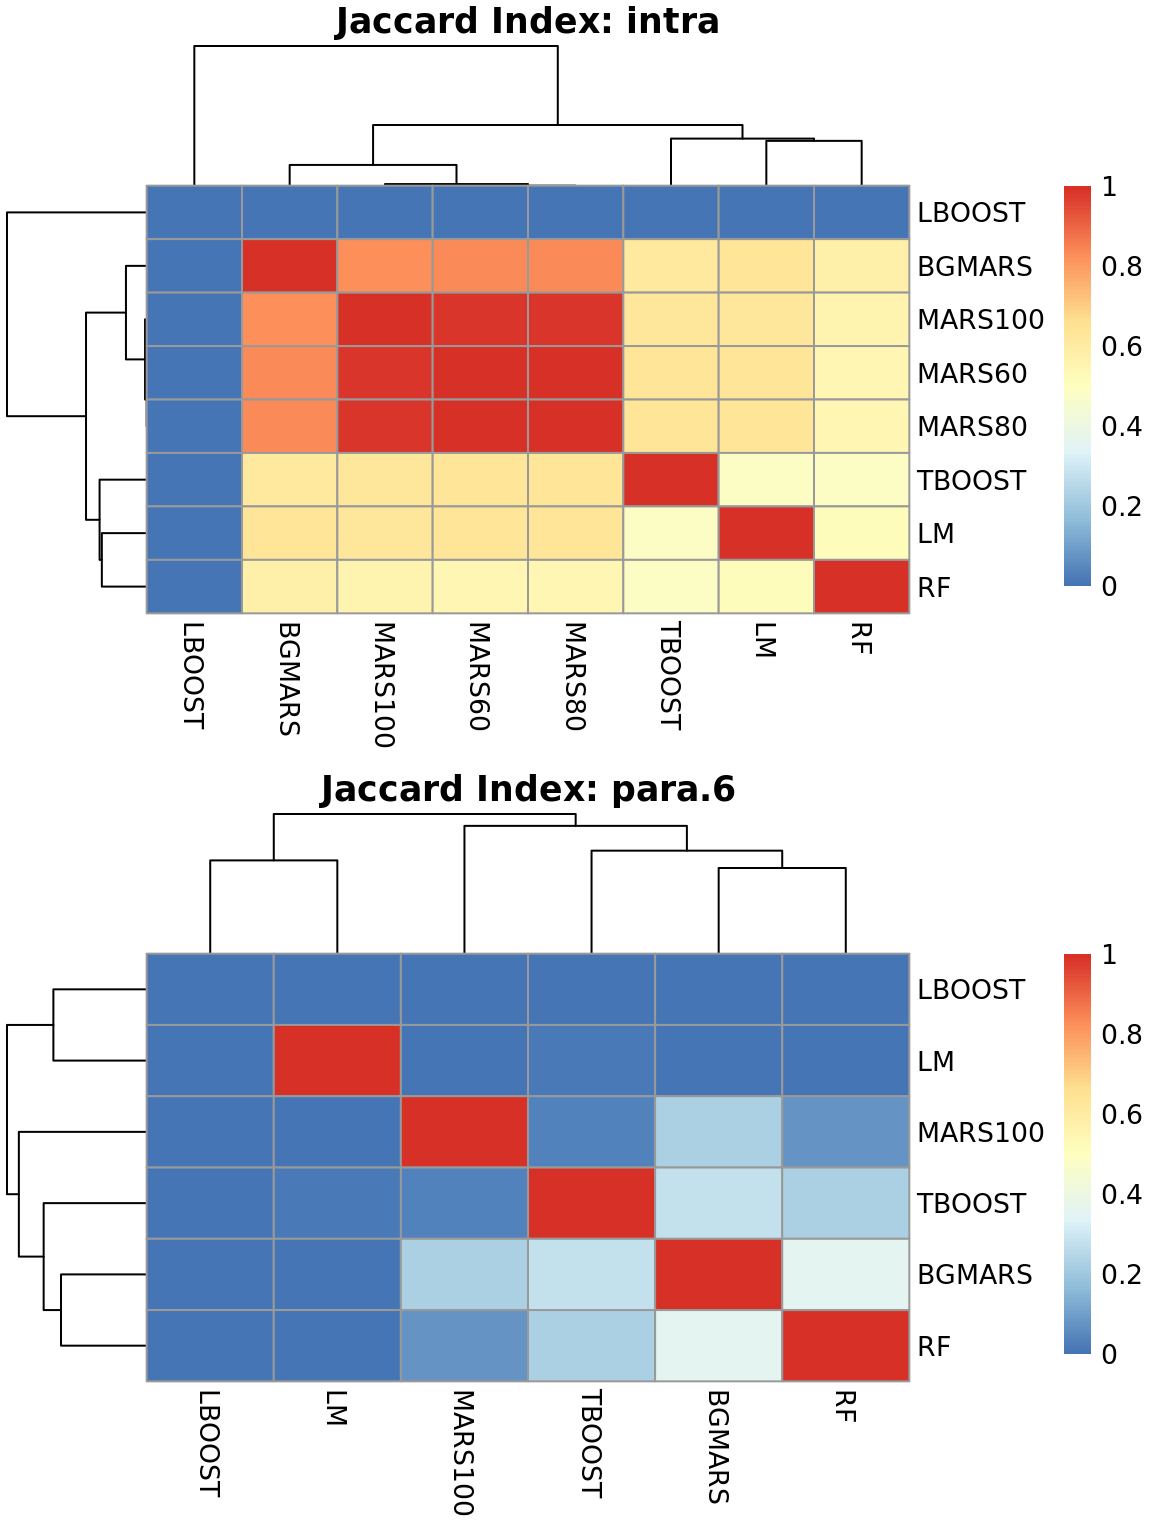 Jaccard Index: intra
1
0.8
0.6
0.4
0.2
0
LBOOST
BGMARS
MARS100
MARS60
MARS80
TBOOST
LM
RF
LBOOST
BGMARS
MARS100
MARS60
MARS80
TBOOST
LM
RF
Jaccard Index: para.6
1
0.8
0.6
0.4
0.2
0
LBOOST
LM
MARS100
TBOOST
BGMARS
RF
LBOOST
LM
MARS100
TBOOST
BGMARS
RF